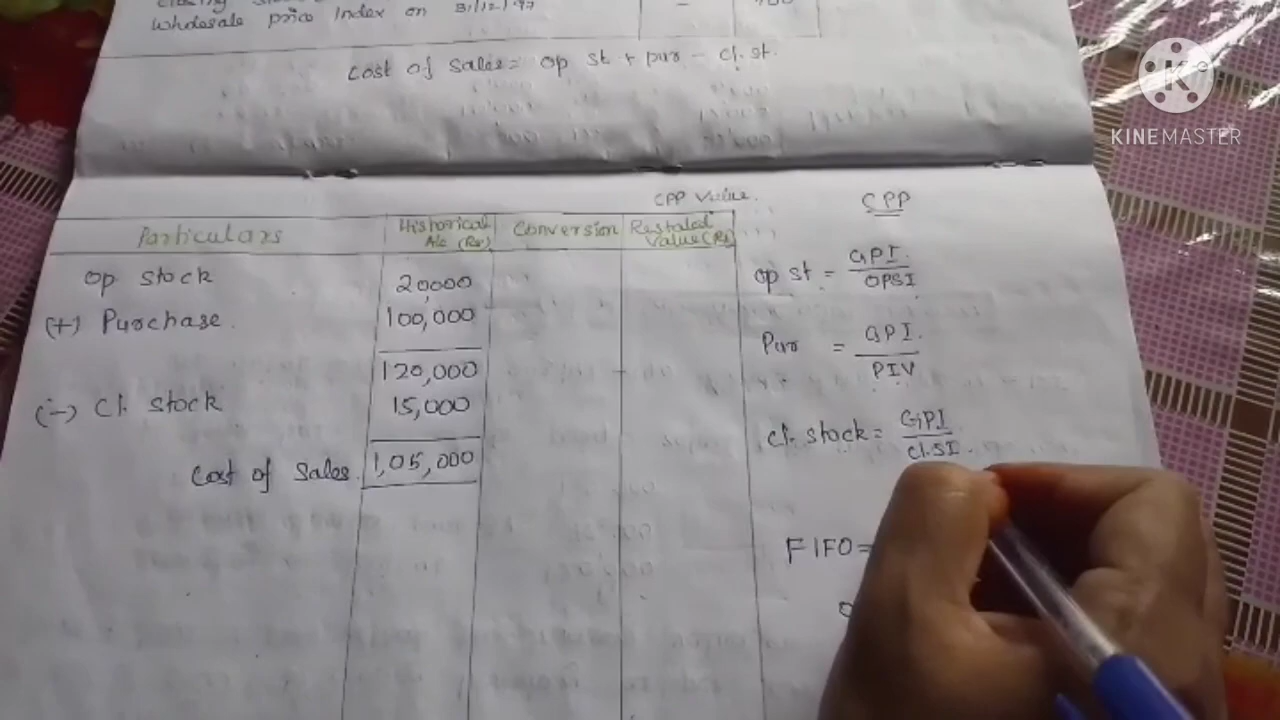 wholesale price Index on 31/12/97
Cost of Sales = op st + pur - cl. st.
CPP Value.
Particulars Historical A/c (Rs) Conversion Restated Value (Rs)
op stock 20,000
(+) Purchase. 100,000
120,000
(-) Cl. stock 15,000
Cost of Sales. 1,05,000
CPP
op st = GPI / OPSI
Pur = GPI. / PIV
Cl. stock = GPI / Cl.SI.
FIFO =
KINEMASTER